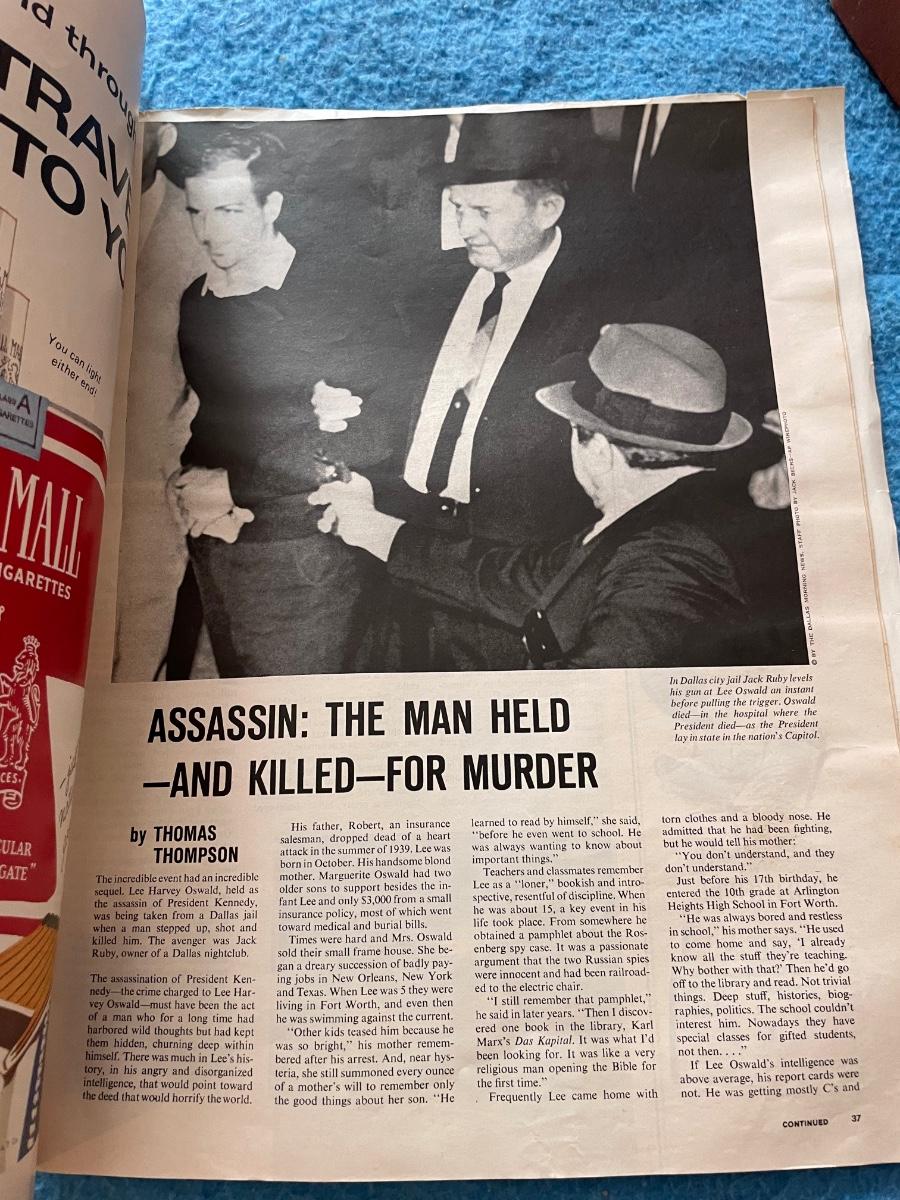 nd through
TRAVE
TO YO
You can light
either end!
CLASS A
CIGARETTES
MALL
CIGARETTES
CES.
CULAR
GATE"
© BY THE DALLAS MORNING NEWS, STAFF PHOTO BY JACK BEERS—AP WIREPHOTO
In Dallas city jail Jack Ruby levels
his gun at Lee Oswald an instant
before pulling the trigger. Oswald
died—in the hospital where the
President died—as the President
lay in state in the nation's Capitol.
ASSASSIN: THE MAN HELD
—AND KILLED—FOR MURDER
by THOMAS
THOMPSON
The incredible event had an incredible
sequel. Lee Harvey Oswald, held as
the assassin of President Kennedy,
was being taken from a Dallas jail
when a man stepped up, shot and
killed him. The avenger was Jack
Ruby, owner of a Dallas nightclub.
The assassination of President Ken-
nedy—the crime charged to Lee Har-
vey Oswald—must have been the act
of a man who for a long time had
harbored wild thoughts but had kept
them hidden, churning deep within
himself. There was much in Lee's his-
tory, in his angry and disorganized
intelligence, that would point toward
the deed that would horrify the world.
His father, Robert, an insurance
salesman, dropped dead of a heart
attack in the summer of 1939. Lee was
born in October. His handsome blond
mother. Marguerite Oswald had two
older sons to support besides the in-
fant Lee and only $3,000 from a small
insurance policy, most of which went
toward medical and burial bills.
Times were hard and Mrs. Oswald
sold their small frame house. She be-
gan a dreary succession of badly pay-
ing jobs in New Orleans, New York
and Texas. When Lee was 5 they were
living in Fort Worth, and even then
he was swimming against the current.
"Other kids teased him because he
was so bright," his mother remem-
bered after his arrest. And, near hys-
teria, she still summoned every ounce
of a mother's will to remember only
the good things about her son. "He
learned to read by himself," she said,
"before he even went to school. He
was always wanting to know about
important things."
Teachers and classmates remember
Lee as a "loner," bookish and intro-
spective, resentful of discipline. When
he was about 15, a key event in his
life took place. From somewhere he
obtained a pamphlet about the Ros-
enberg spy case. It was a passionate
argument that the two Russian spies
were innocent and had been railroad-
ed to the electric chair.
"I still remember that pamphlet,"
he said in later years. "Then I discov-
ered one book in the library, Karl
Marx's Das Kapital. It was what I'd
been looking for. It was like a very
religious man opening the Bible for
the first time."
Frequently Lee came home with
torn clothes and a bloody nose. He
admitted that he had been fighting,
but he would tell his mother:
"You don't understand, and they
don't understand."
Just before his 17th birthday, he
entered the 10th grade at Arlington
Heights High School in Fort Worth.
"He was always bored and restless
in school," his mother says. "He used
to come home and say, 'I already
know all the stuff they're teaching.
Why bother with that?' Then he'd go
off to the library and read. Not trivial
things. Deep stuff, histories, biog-
raphies, politics. The school couldn't
interest him. Nowadays they have
special classes for gifted students,
not then. . . ."
If Lee Oswald's intelligence was
above average, his report cards were
not. He was getting mostly C's and
CONTINUED 37